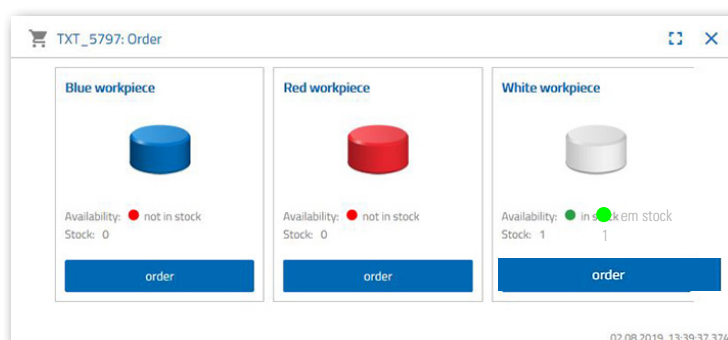 TXT_5797: Order
Blue workpiece
Availability: not in stock
Stock: 0
order
Red workpiece
Availability: not in stock
Stock: 0
order
White workpiece
Availability: in em stock
Stock: 1 1
order
02.08.2019, 13:39:37.374